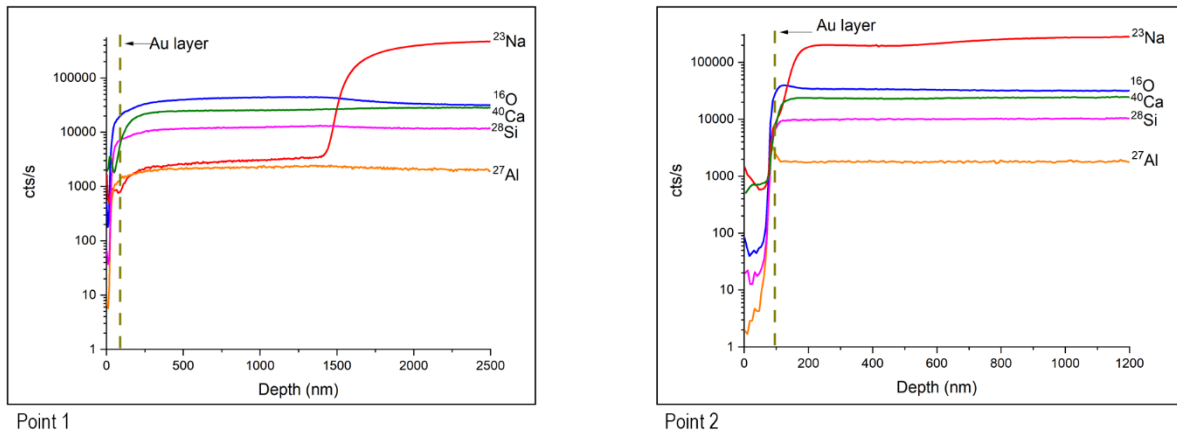 Au layer
²³Na
¹⁶O
⁴⁰Ca
²⁸Si
²⁷Al
cts/s
100000
10000
1000
100
10
1
0 500 1000 1500 2000 2500
Depth (nm)
Point 1
Au layer
²³Na
¹⁶O
⁴⁰Ca
²⁸Si
²⁷Al
cts/s
100000
10000
1000
100
10
1
0 200 400 600 800 1000 1200
Depth (nm)
Point 2